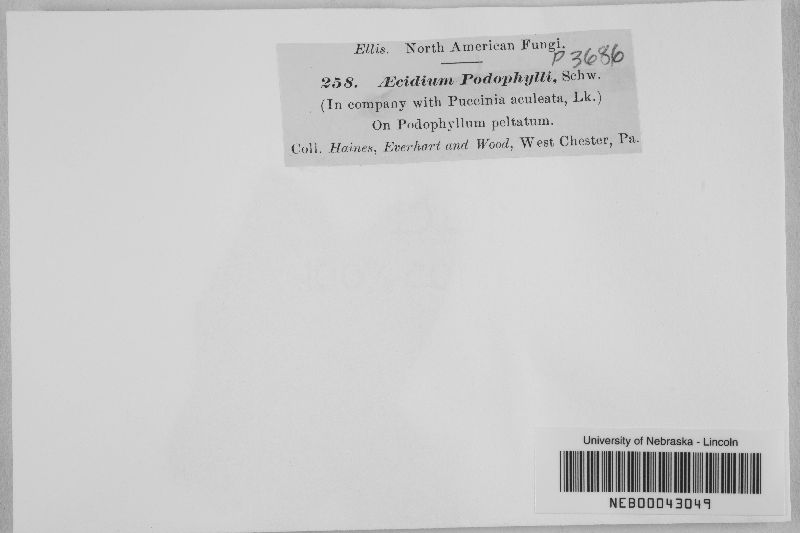 Ellis. North American Fungi.
P 3686
258. Æcidium Podophylli, Schw.
(In company with Puccinia aculeata, Lk.)
On Podophyllum peltatum.
Coll. Haines, Everhart and Wood, West Chester, Pa.
University of Nebraska - Lincoln
NEB00043049